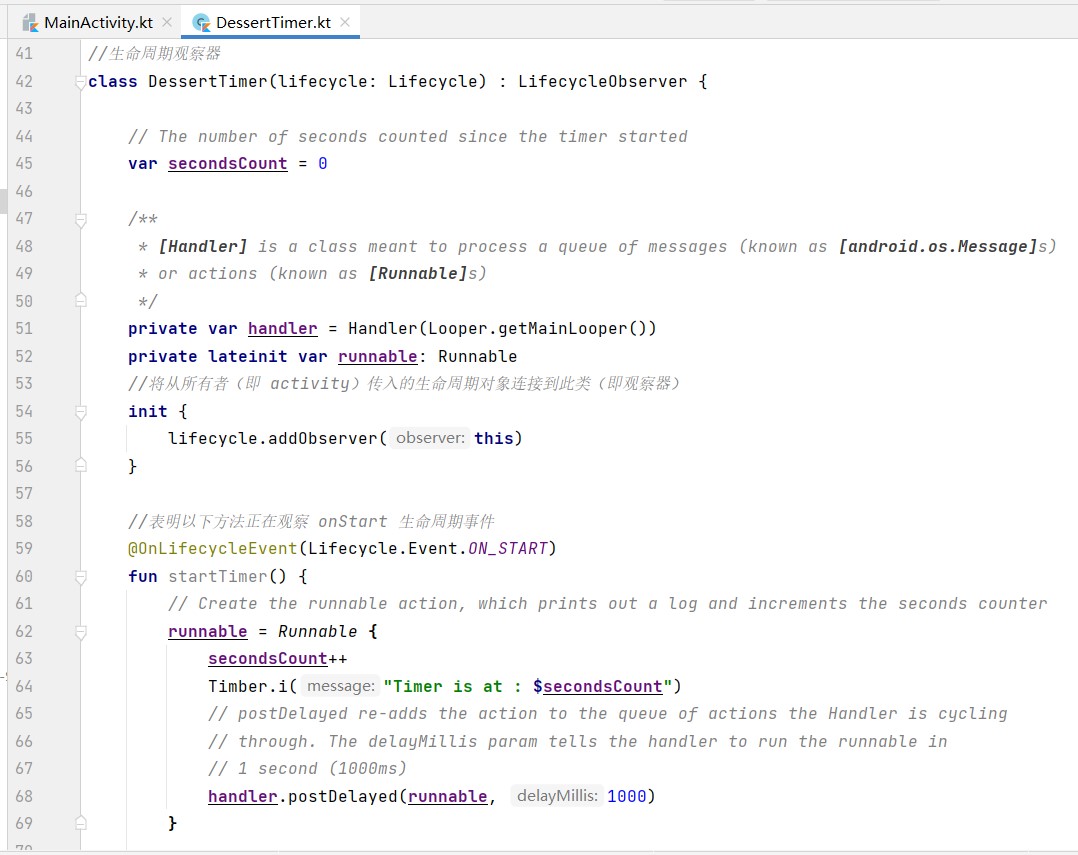 MainActivity.kt
DessertTimer.kt
41 //生命周期观察器
42 class DessertTimer(lifecycle: Lifecycle) : LifecycleObserver {
43
44 // The number of seconds counted since the timer started
45 var secondsCount = 0
46
47 /**
48 * [Handler] is a class meant to process a queue of messages (known as [android.os.Message]s)
49 * or actions (known as [Runnable]s)
50 */
51 private var handler = Handler(Looper.getMainLooper())
52 private lateinit var runnable: Runnable
53 //将从所有者（即 activity）传入的生命周期对象连接到此类（即观察器）
54 init {
55 lifecycle.addObserver( observer: this)
56 }
57
58 //表明以下方法正在观察 onStart 生命周期事件
59 @OnLifecycleEvent(Lifecycle.Event.ON_START)
60 fun startTimer() {
61 // Create the runnable action, which prints out a log and increments the seconds counter
62 runnable = Runnable {
63 secondsCount++
64 Timber.i( message: "Timer is at : $secondsCount")
65 // postDelayed re-adds the action to the queue of actions the Handler is cycling
66 // through. The delayMillis param tells the handler to run the runnable in
67 // 1 second (1000ms)
68 handler.postDelayed(runnable, delayMillis: 1000)
69 }